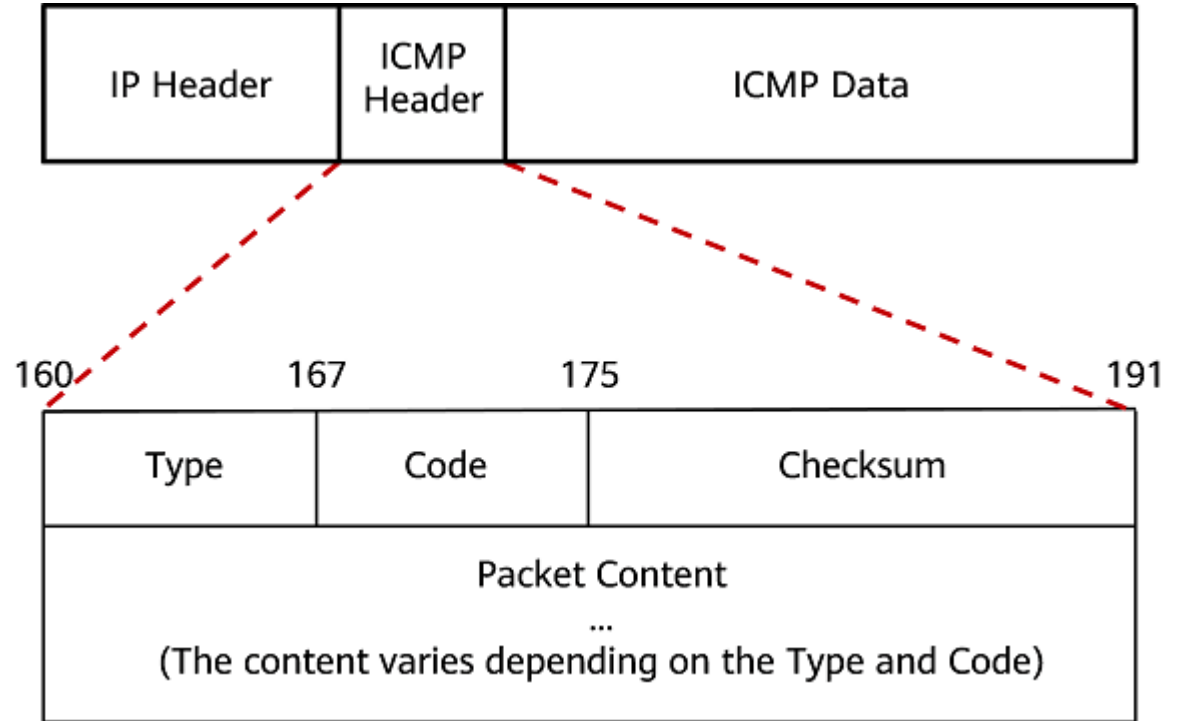 IP Header
ICMP
Header
ICMP Data
160
167
175
191
Type
Code
Checksum
Packet Content
...
(The content varies depending on the Type and Code)